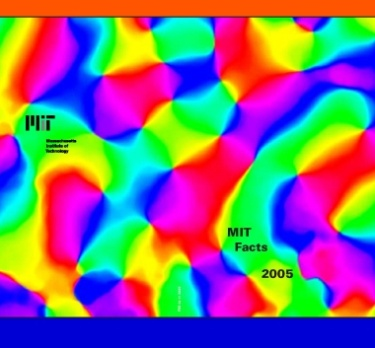 MIT
Massachusetts
Institute of
Technology
MIT
Facts
2005